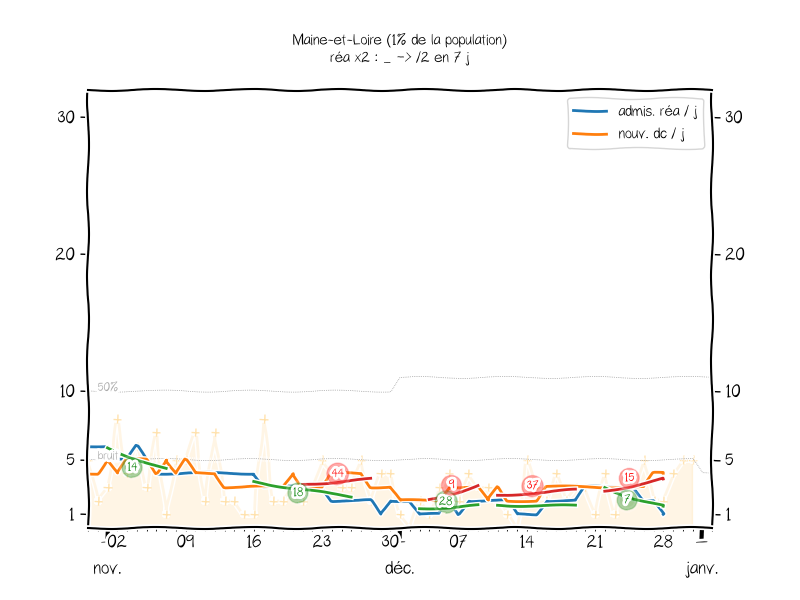 Maine-et-Loire (1% de la population)
réa x2 : _ -> /2 en 7 j
admis. réa / j
nouv. dc / j
30 30
20 20
50%
10 10
bruit
5 5
1 1
14
18
44
28
9
37
15
7
02 09 16 23 30 07 14 21 28
nov. déc. janv.